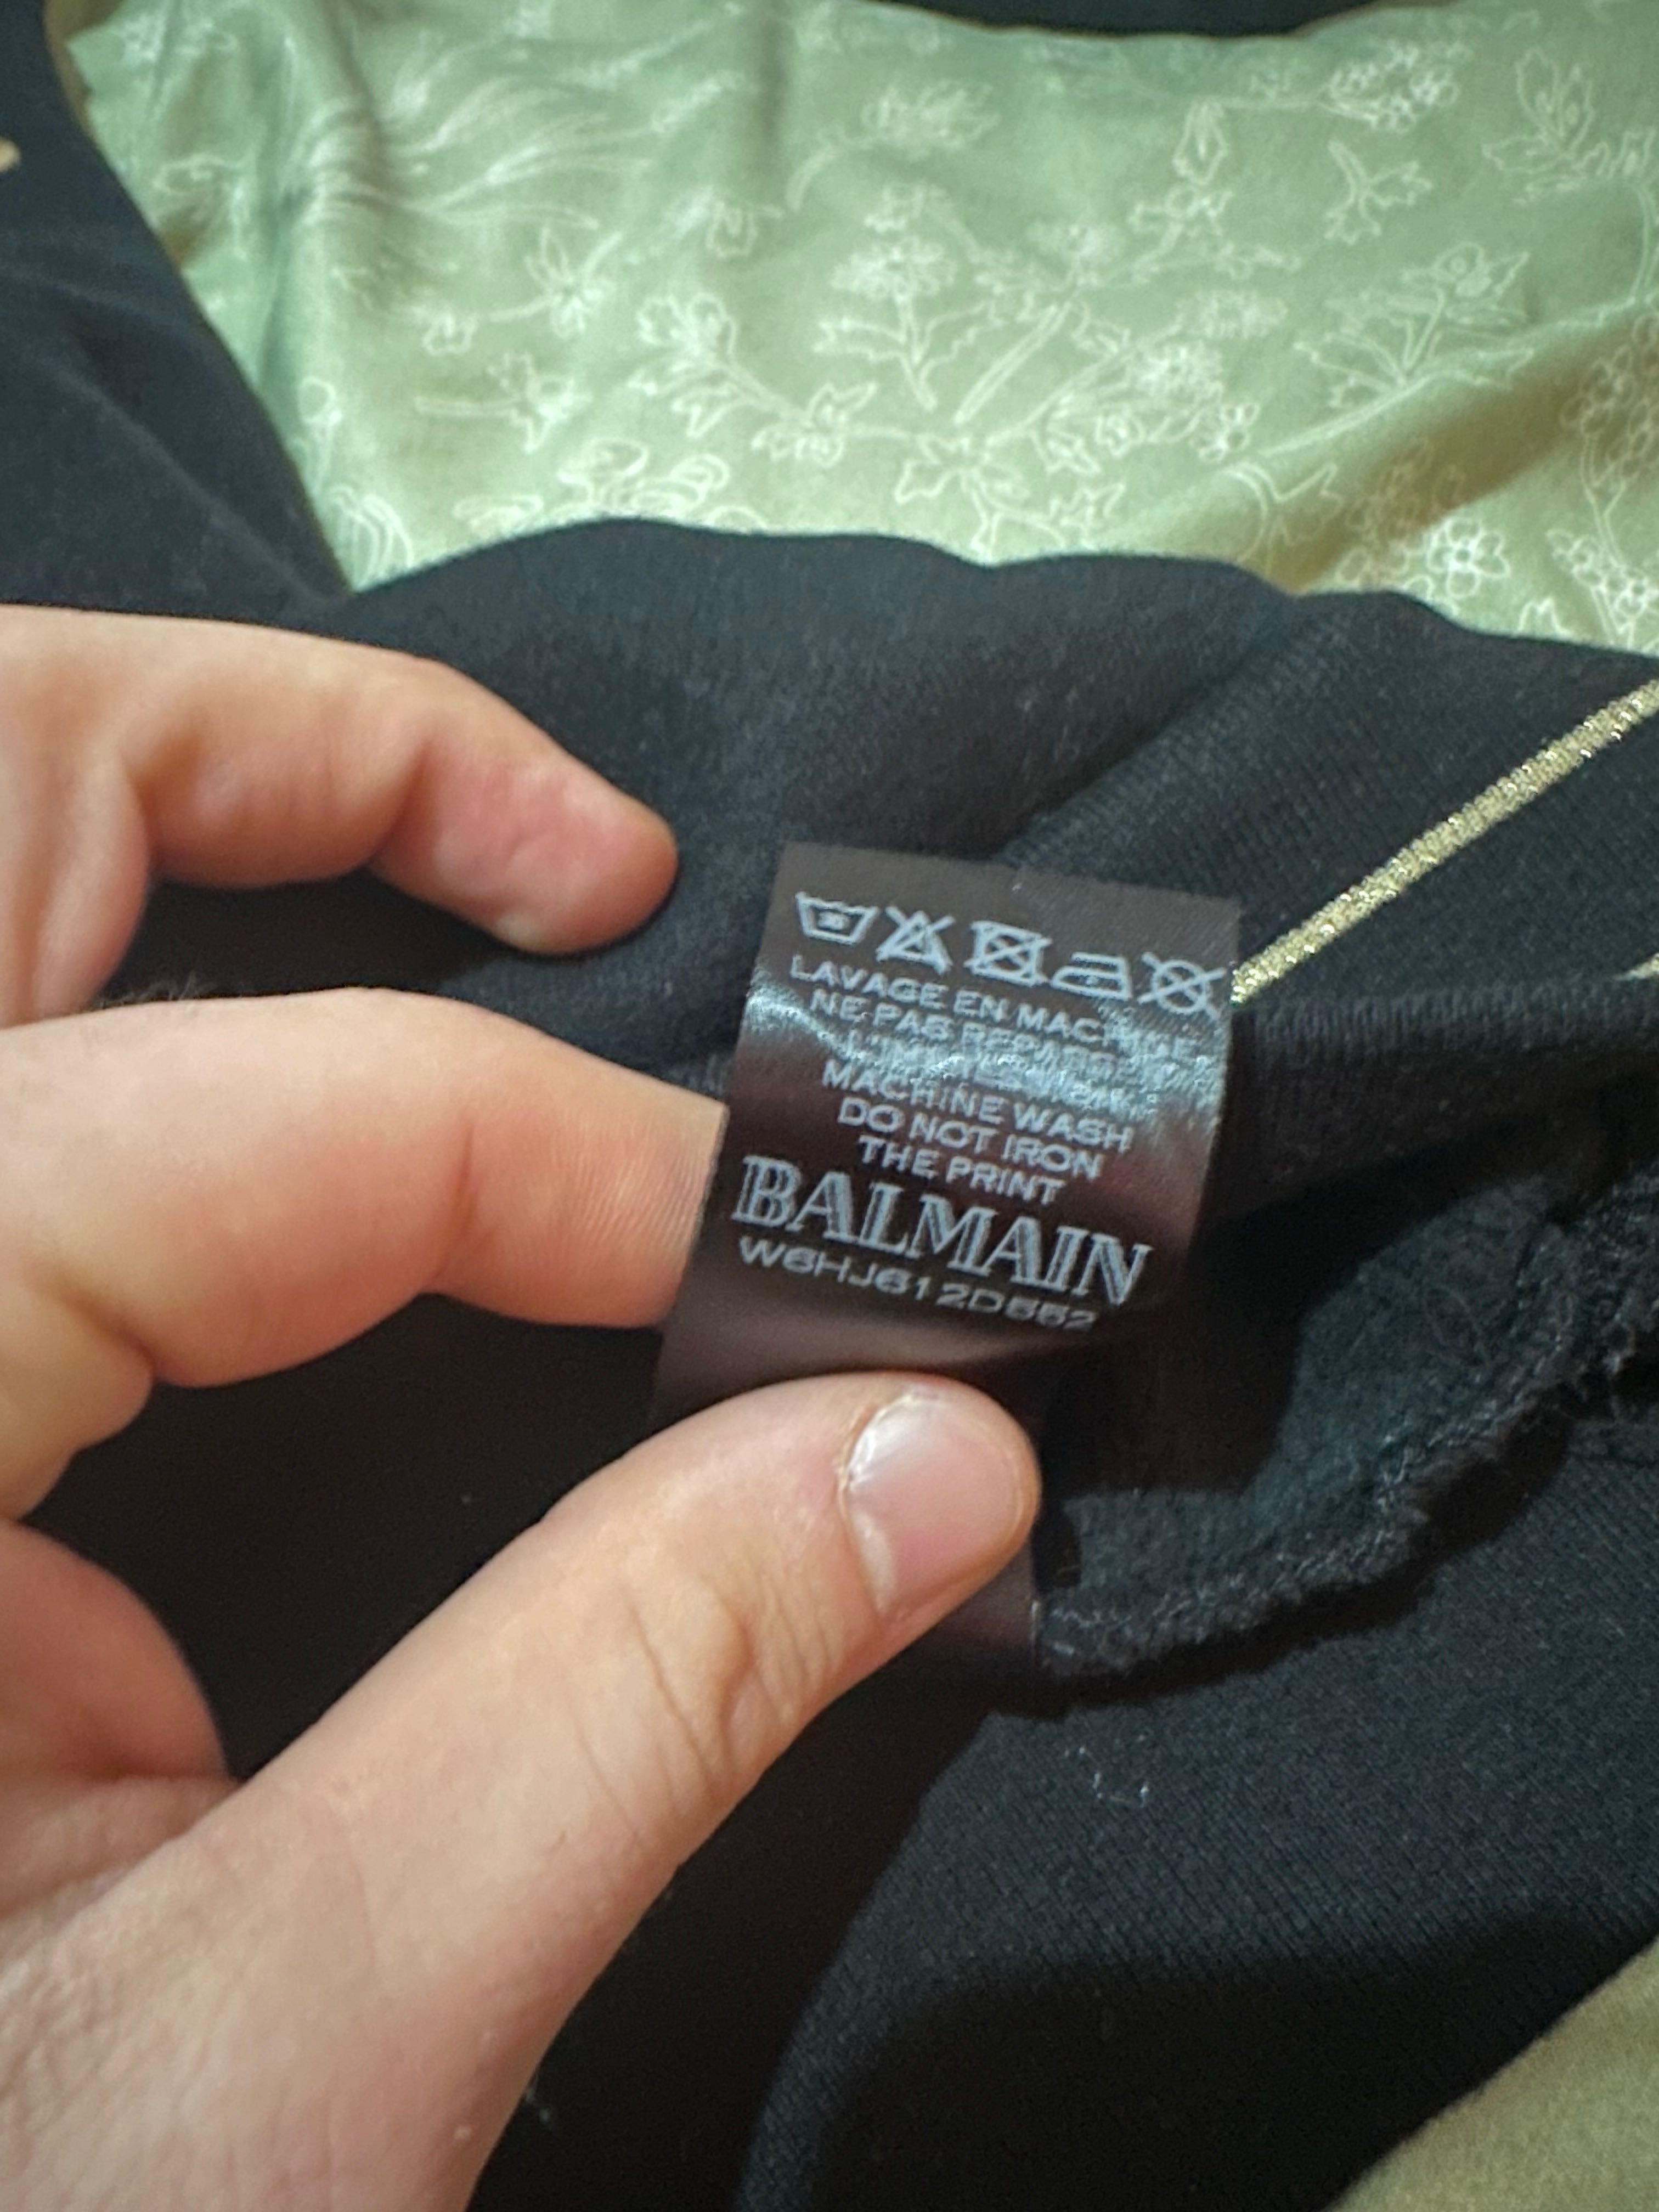 LAVAGE EN MACHINE
NE PAS REPASSER
MACHINE WASH
DO NOT IRON
THE PRINT
BALMAIN
W6HJ612D552